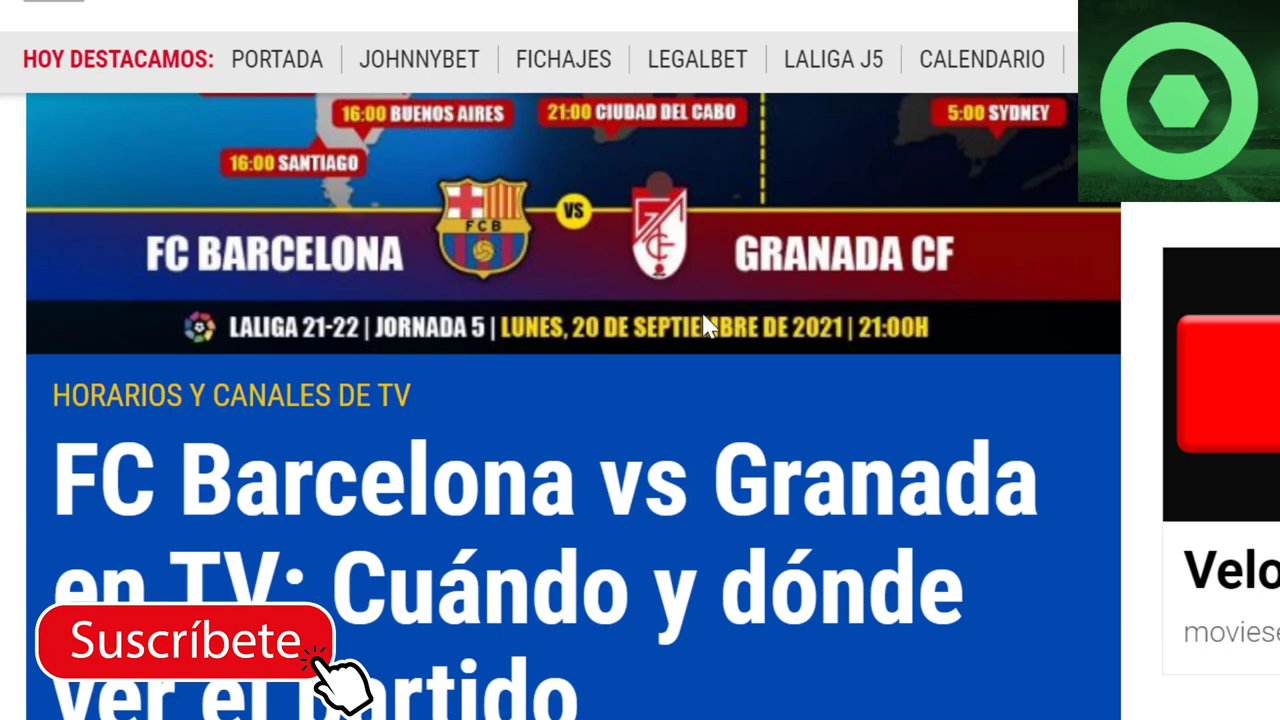 HOY DESTACAMOS: PORTADA JOHNNYBET FICHAJES LEGALBET LALIGA J5 CALENDARIO
16:00 BUENOS AIRES 21:00 CIUDAD DEL CABO 5:00 SYDNEY
16:00 SANTIAGO
FCB
VS
FC BARCELONA GRANADA CF
LALIGA 21-22 | JORNADA 5 | LUNES, 20 DE SEPTIEMBRE DE 2021 | 21:00H
HORARIOS Y CANALES DE TV
FC Barcelona vs Granada
en TV: Cuándo y dónde
ver el partido
Suscríbete
Velo
moviese